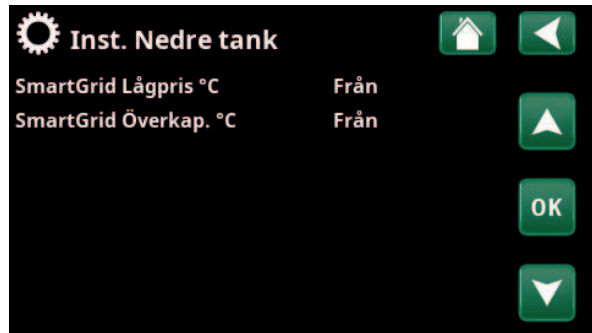 Inst. Nedre tank
SmartGrid Lågpris °C Från
SmartGrid Överkap. °C Från
OK